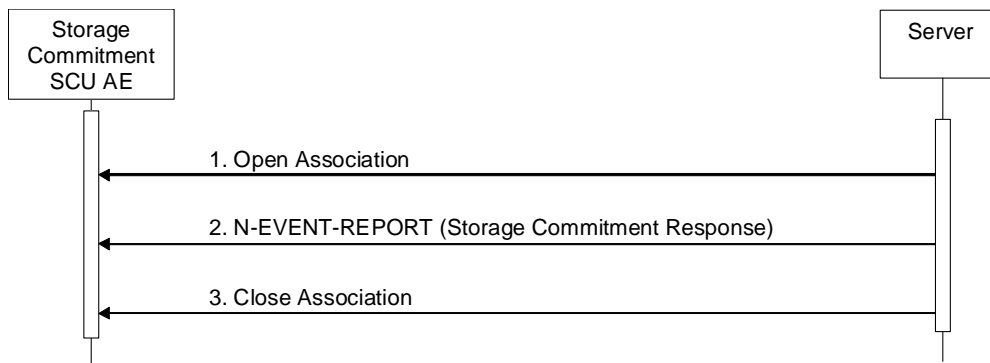 Storage
Commitment
SCU AE
Server
1. Open Association
2. N-EVENT-REPORT (Storage Commitment Response)
3. Close Association